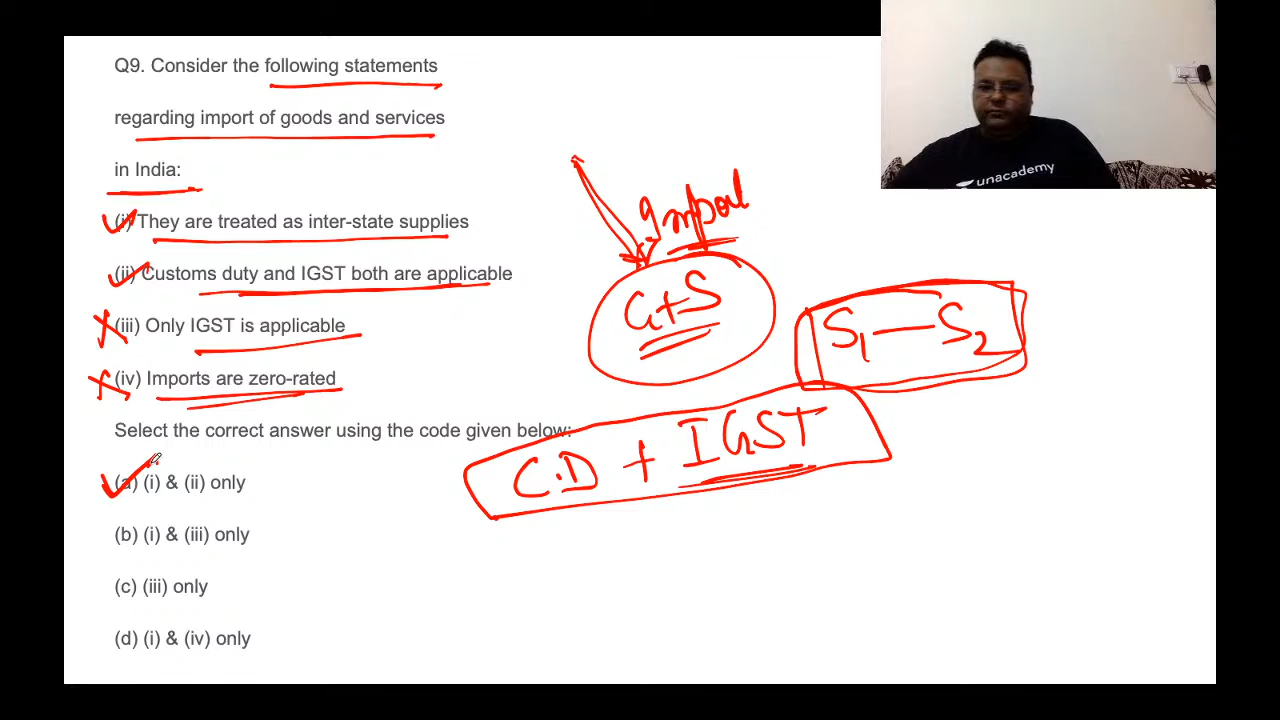 Q9. Consider the following statements
regarding import of goods and services
in India:
(i) They are treated as inter-state supplies
(ii) Customs duty and IGST both are applicable
(iii) Only IGST is applicable
(iv) Imports are zero-rated
Select the correct answer using the code given below:
(a) (i) & (ii) only
(b) (i) & (iii) only
(c) (iii) only
(d) (i) & (iv) only
unacademy
Import
G+S
S1 — S2
C.D + IGST